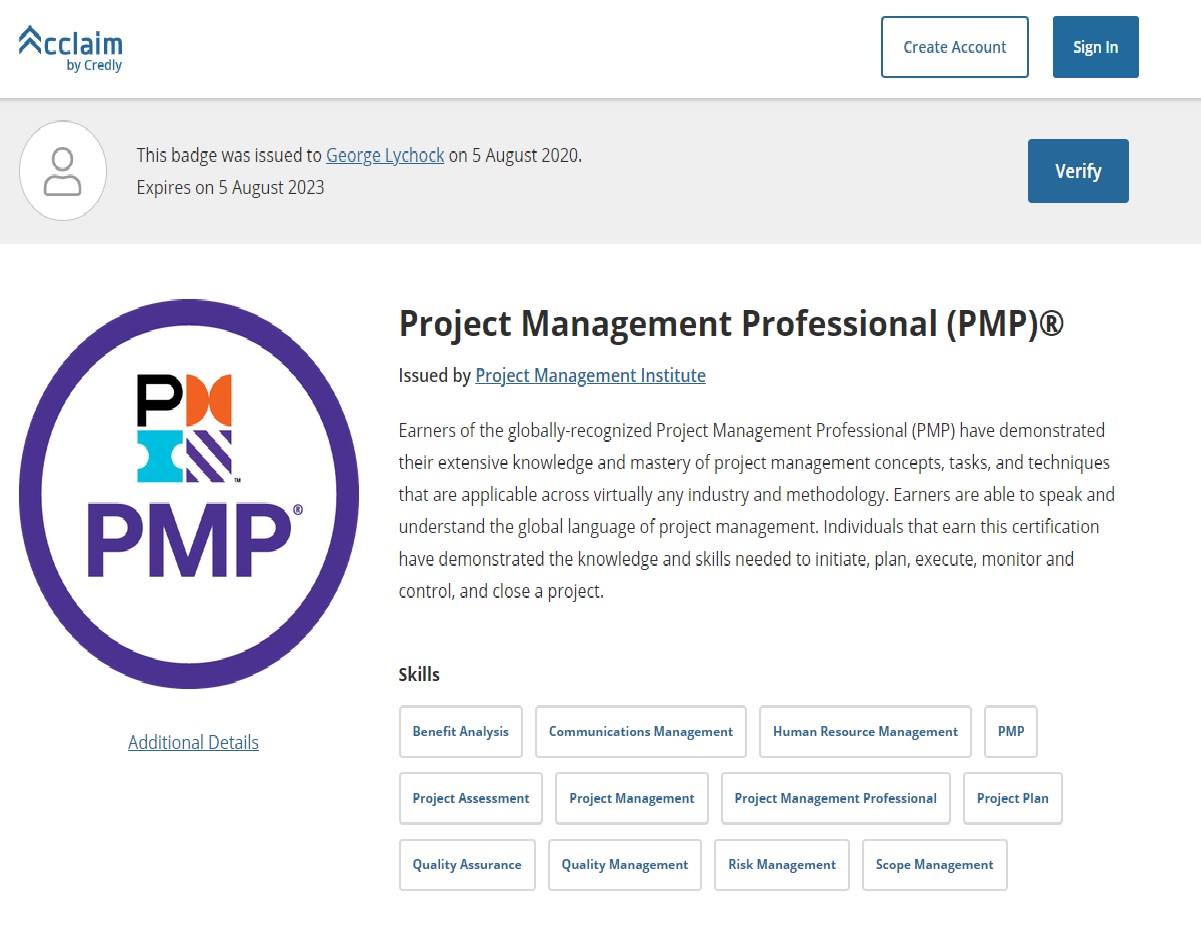 Acclaim
by Credly
Create Account
Sign In
This badge was issued to George Lychock on 5 August 2020.
Expires on 5 August 2023
Verify
PM
™
PMP®
Additional Details
Project Management Professional (PMP)®
Issued by Project Management Institute
Earners of the globally-recognized Project Management Professional (PMP) have demonstrated
their extensive knowledge and mastery of project management concepts, tasks, and techniques
that are applicable across virtually any industry and methodology. Earners are able to speak and
understand the global language of project management. Individuals that earn this certification
have demonstrated the knowledge and skills needed to initiate, plan, execute, monitor and
control, and close a project.
Skills
Benefit Analysis
Communications Management
Human Resource Management
PMP
Project Assessment
Project Management
Project Management Professional
Project Plan
Quality Assurance
Quality Management
Risk Management
Scope Management